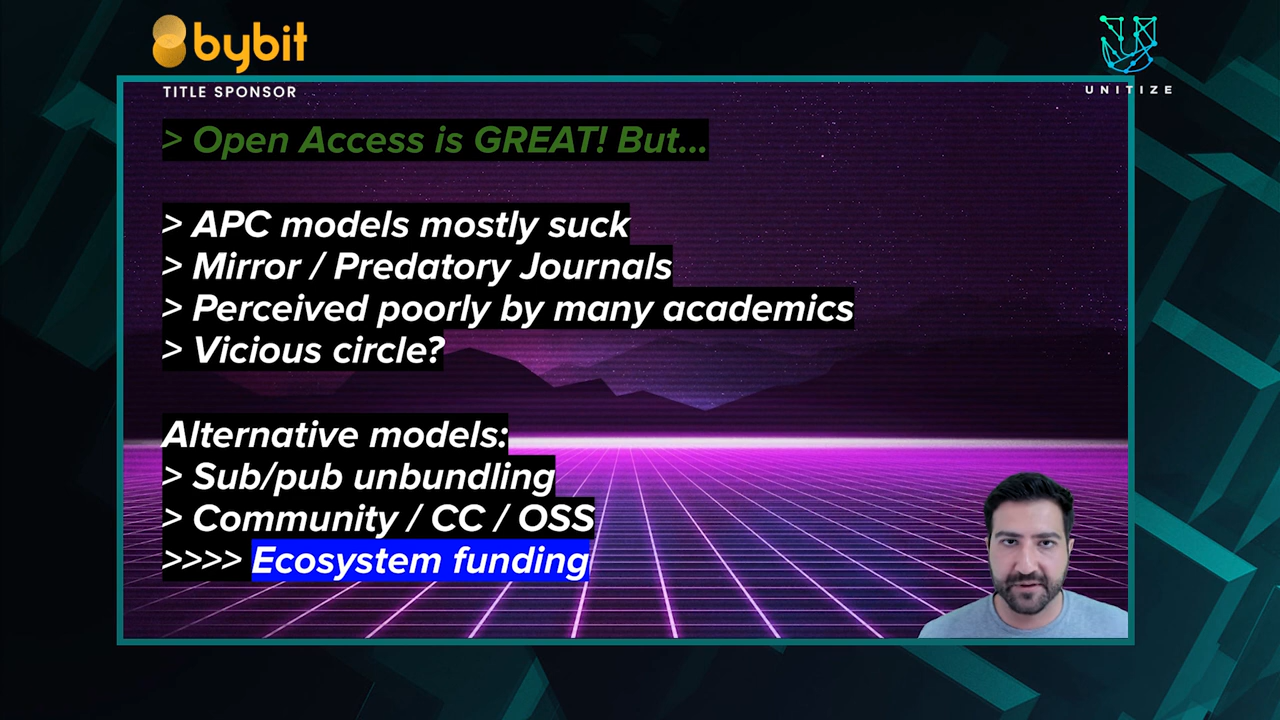 bybit
TITLE SPONSOR
UNITIZE
> Open Access is GREAT! But...
> APC models mostly suck
> Mirror / Predatory Journals
> Perceived poorly by many academics
> Vicious circle?
Alternative models:
> Sub/pub unbundling
> Community / CC / OSS
>>>> Ecosystem funding